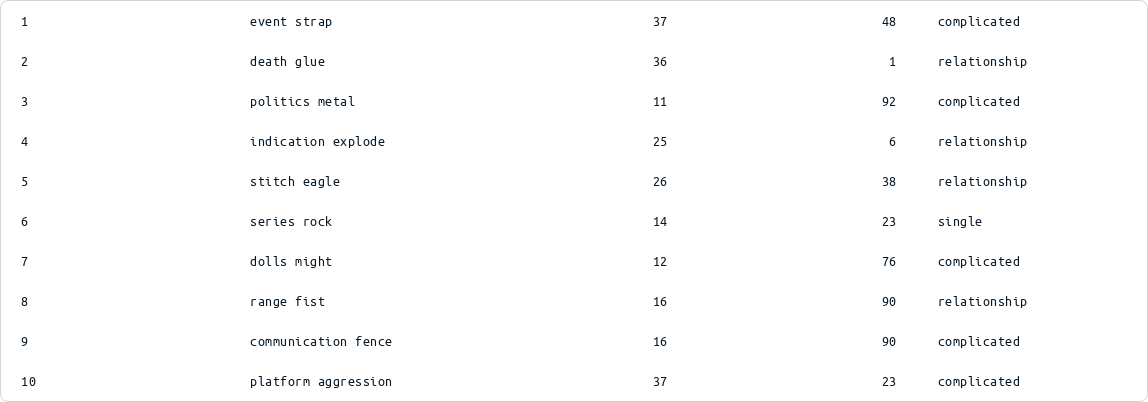 1 event strap 37 48 complicated
2 death glue 36 1 relationship
3 politics metal 11 92 complicated
4 indication explode 25 6 relationship
5 stitch eagle 26 38 relationship
6 series rock 14 23 single
7 dolls might 12 76 complicated
8 range fist 16 90 relationship
9 communication fence 16 90 complicated
10 platform aggression 37 23 complicated